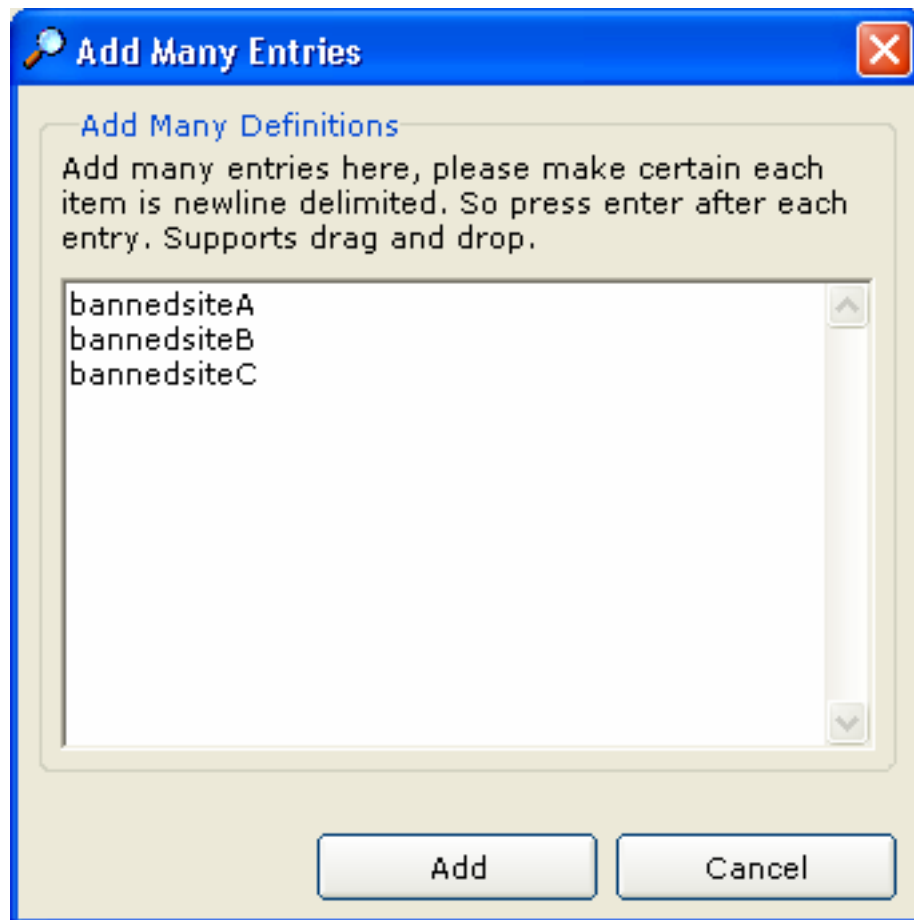 Add Many Entries
Add Many Definitions
Add many entries here, please make certain each
item is newline delimited. So press enter after each
entry. Supports drag and drop.
bannedsiteA
bannedsiteB
bannedsiteC
Add
Cancel